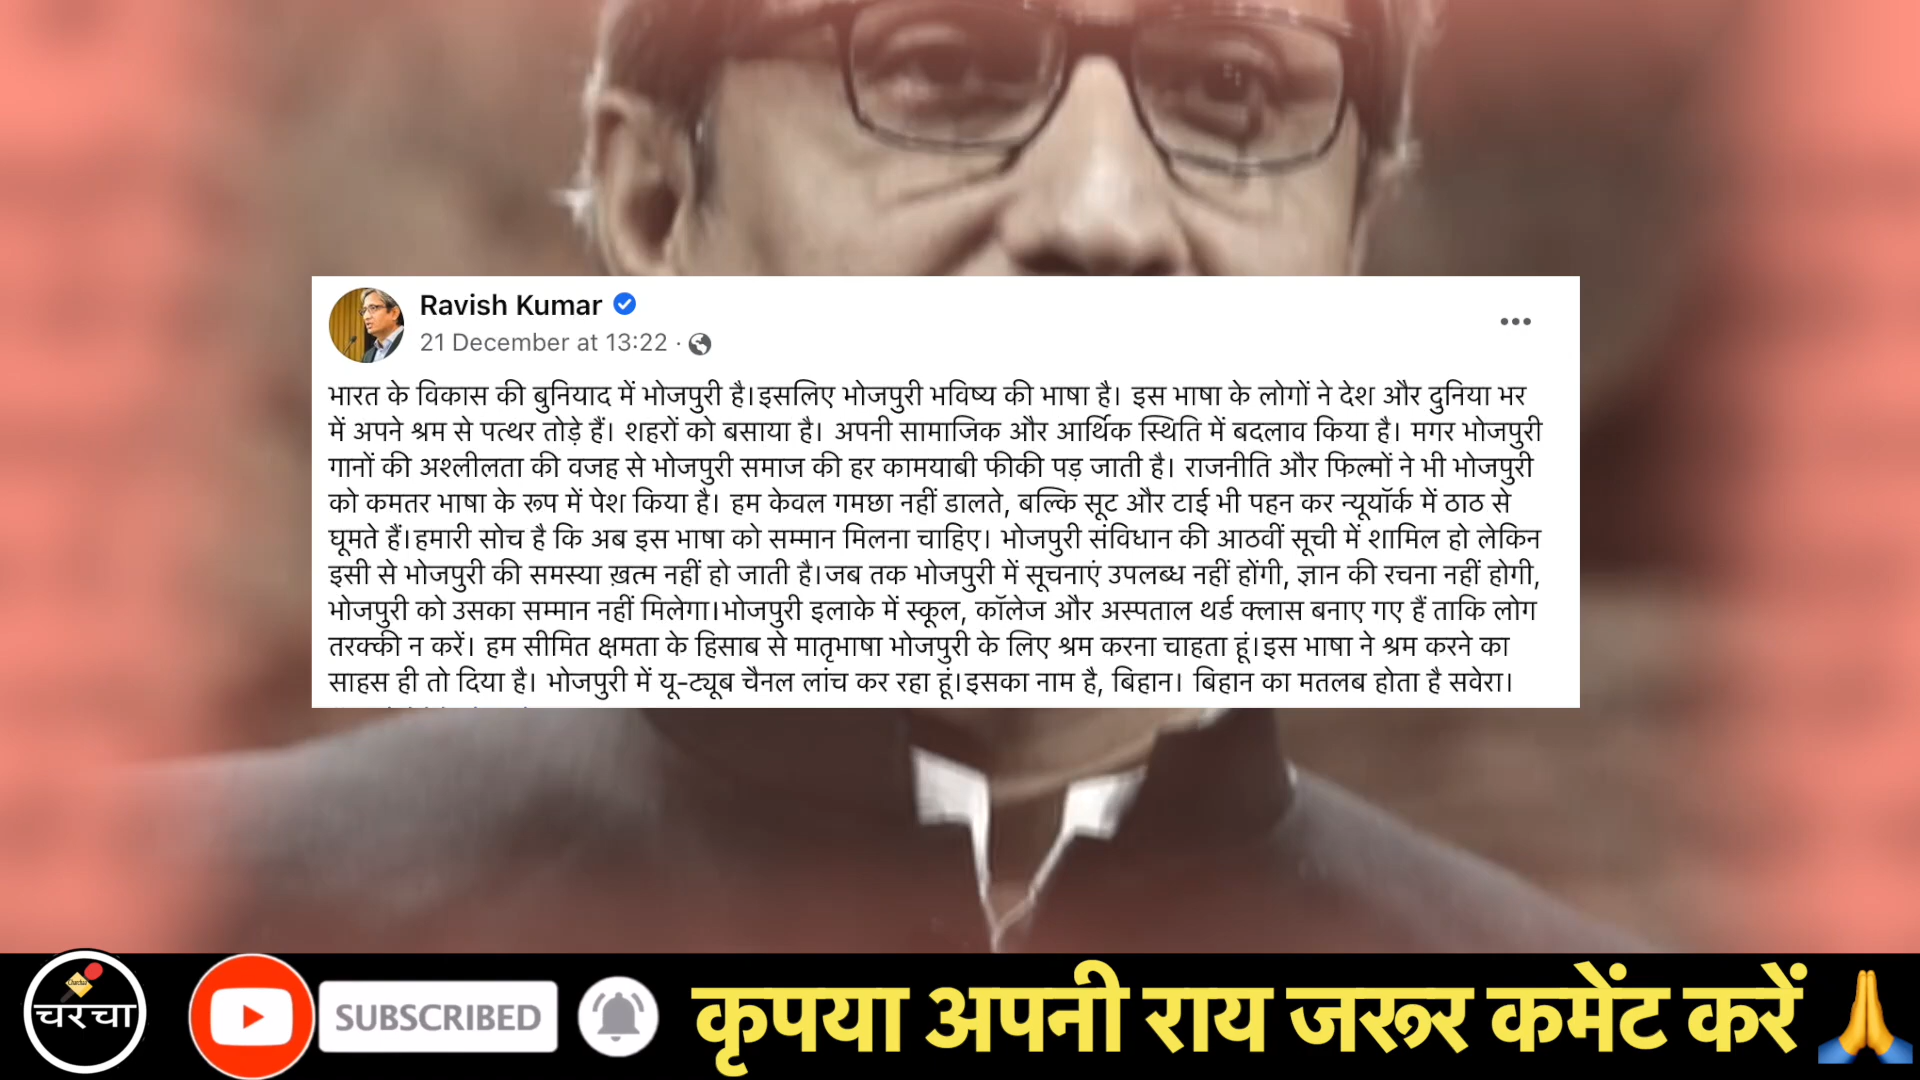 Ravish Kumar
21 December at 13:22 ·
भारत के विकास की बुनियाद में भोजपुरी है।इसलिए भोजपुरी भविष्य की भाषा है। इस भाषा के लोगों ने देश और दुनिया भर
में अपने श्रम से पत्थर तोड़े हैं। शहरों को बसाया है। अपनी सामाजिक और आर्थिक स्थिति में बदलाव किया है। मगर भोजपुरी
गानों की अश्लीलता की वजह से भोजपुरी समाज की हर कामयाबी फीकी पड़ जाती है। राजनीति और फिल्मों ने भी भोजपुरी
को कमतर भाषा के रूप में पेश किया है। हम केवल गमछा नहीं डालते, बल्कि सूट और टाई भी पहन कर न्यूयॉर्क में ठाठ से
घूमते हैं।हमारी सोच है कि अब इस भाषा को सम्मान मिलना चाहिए। भोजपुरी संविधान की आठवीं सूची में शामिल हो लेकिन
इसी से भोजपुरी की समस्या ख़त्म नहीं हो जाती है।जब तक भोजपुरी में सूचनाएं उपलब्ध नहीं होंगी, ज्ञान की रचना नहीं होगी,
भोजपुरी को उसका सम्मान नहीं मिलेगा।भोजपुरी इलाके में स्कूल, कॉलेज और अस्पताल थर्ड क्लास बनाए गए हैं ताकि लोग
तरक्की न करें। हम सीमित क्षमता के हिसाब से मातृभाषा भोजपुरी के लिए श्रम करना चाहता हूं।इस भाषा ने श्रम करने का
साहस ही तो दिया है। भोजपुरी में यू-ट्यूब चैनल लांच कर रहा हूं।इसका नाम है, बिहान। बिहान का मतलब होता है सवेरा।
Charcha
चरचा
SUBSCRIBED
कृपया अपनी राय जरूर कमेंट करें